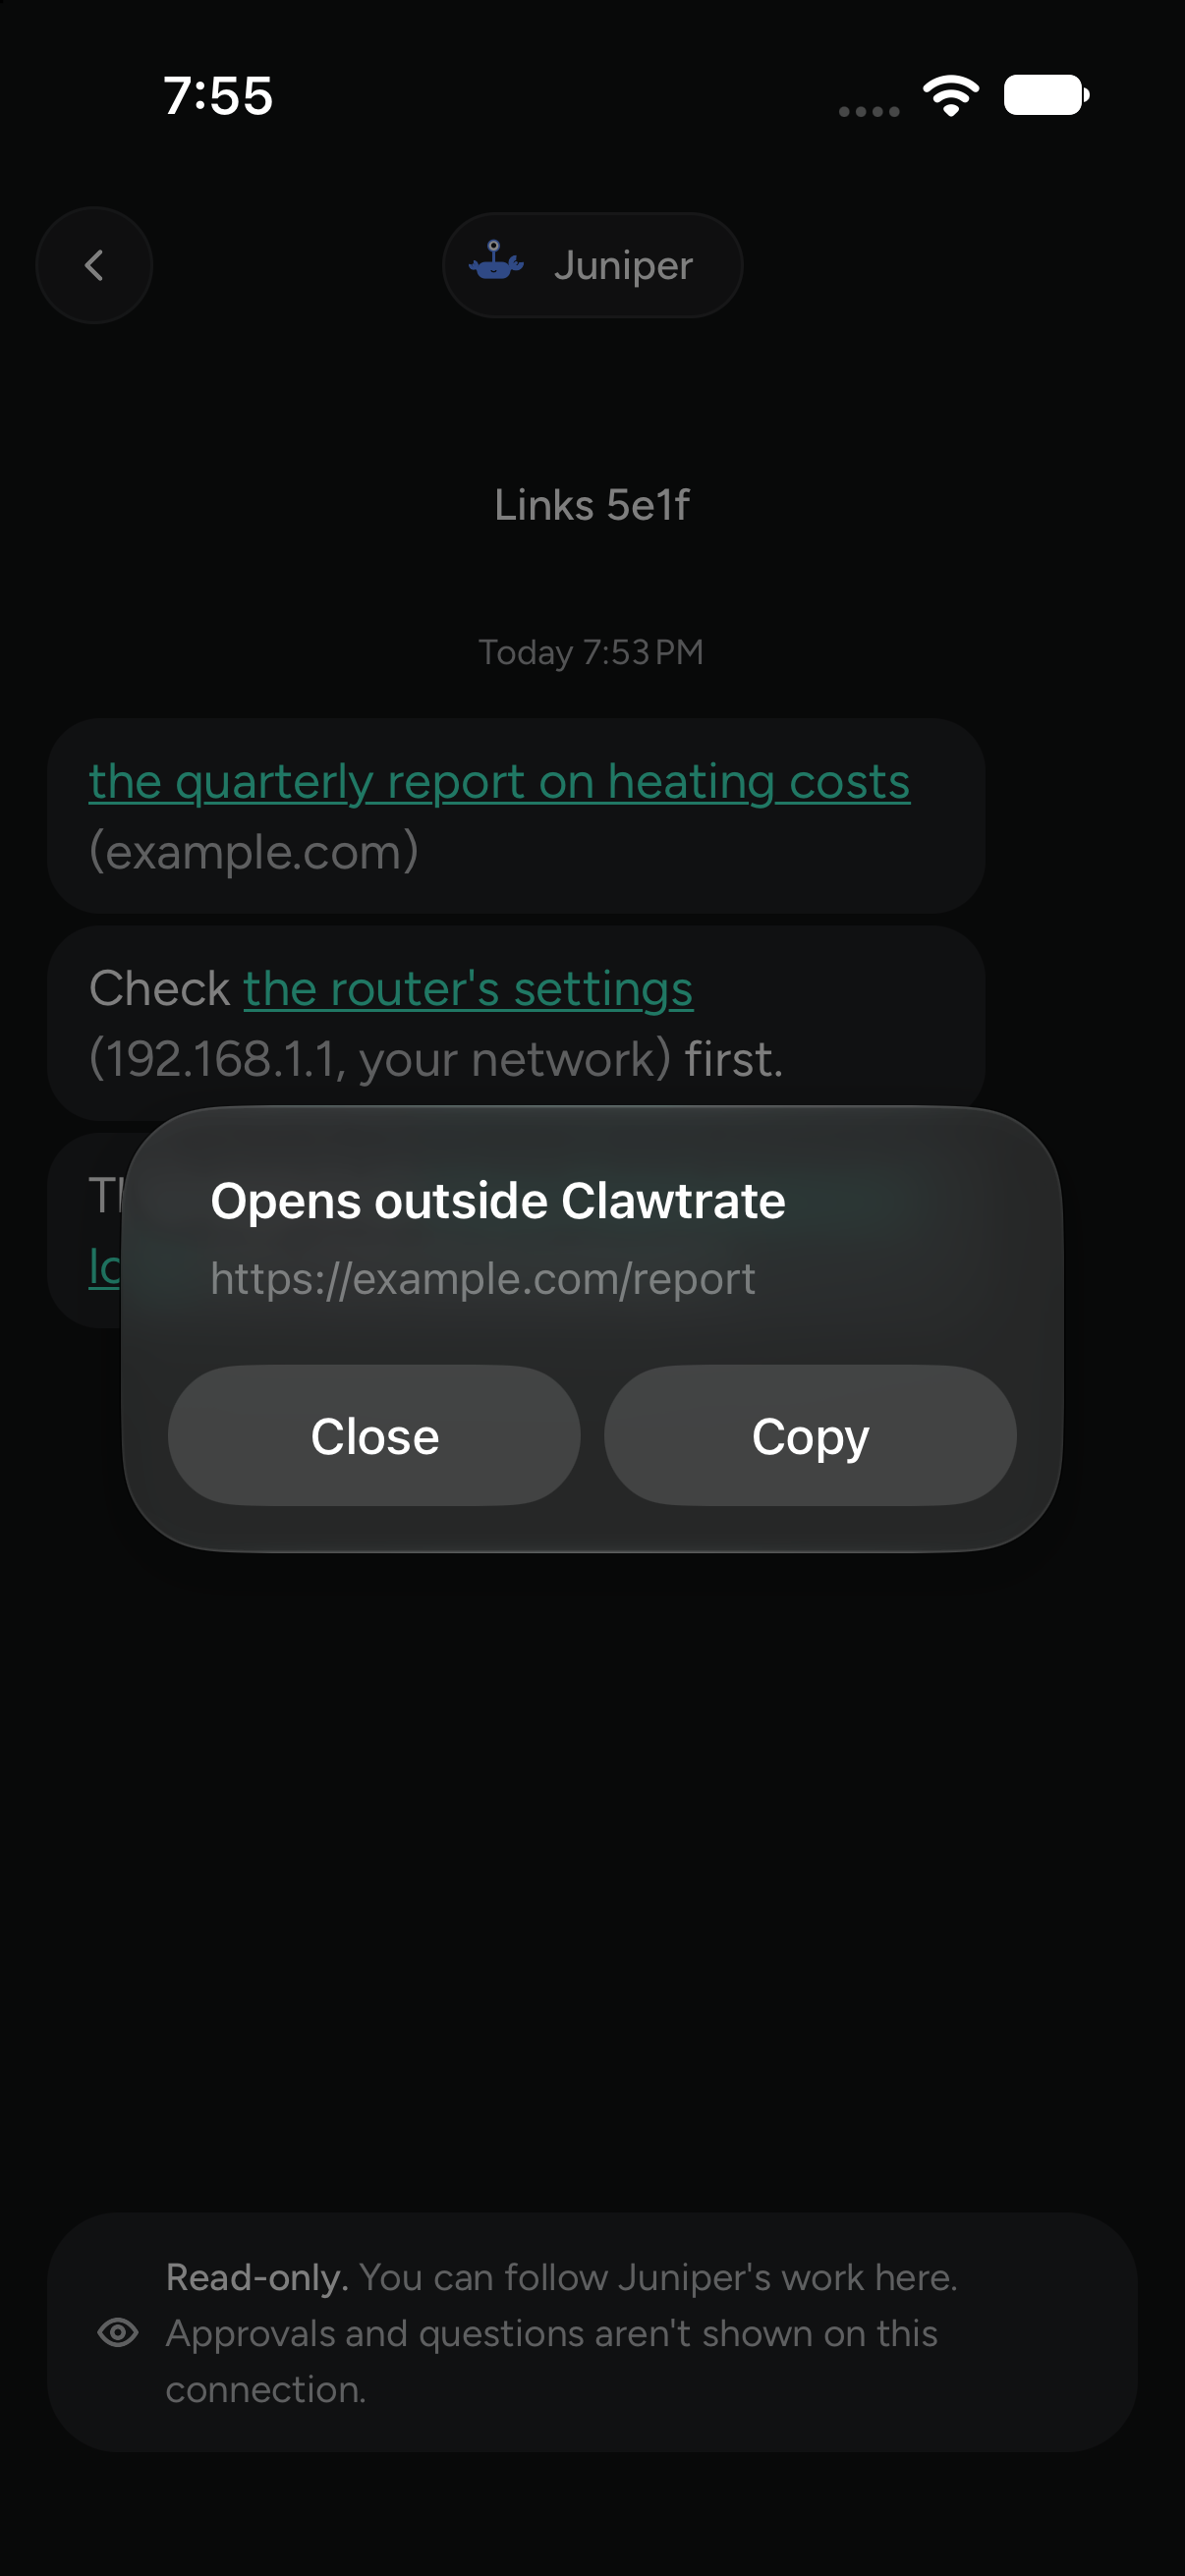 7:55
Juniper
Links 5e1f
Today 7:53 PM
the quarterly report on heating costs
(example.com)
Check the router's settings
(192.168.1.1, your network) first.
Opens outside Clawtrate
https://example.com/report
Close
Copy
Read-only. You can follow Juniper's work here.
Approvals and questions aren't shown on this
connection.